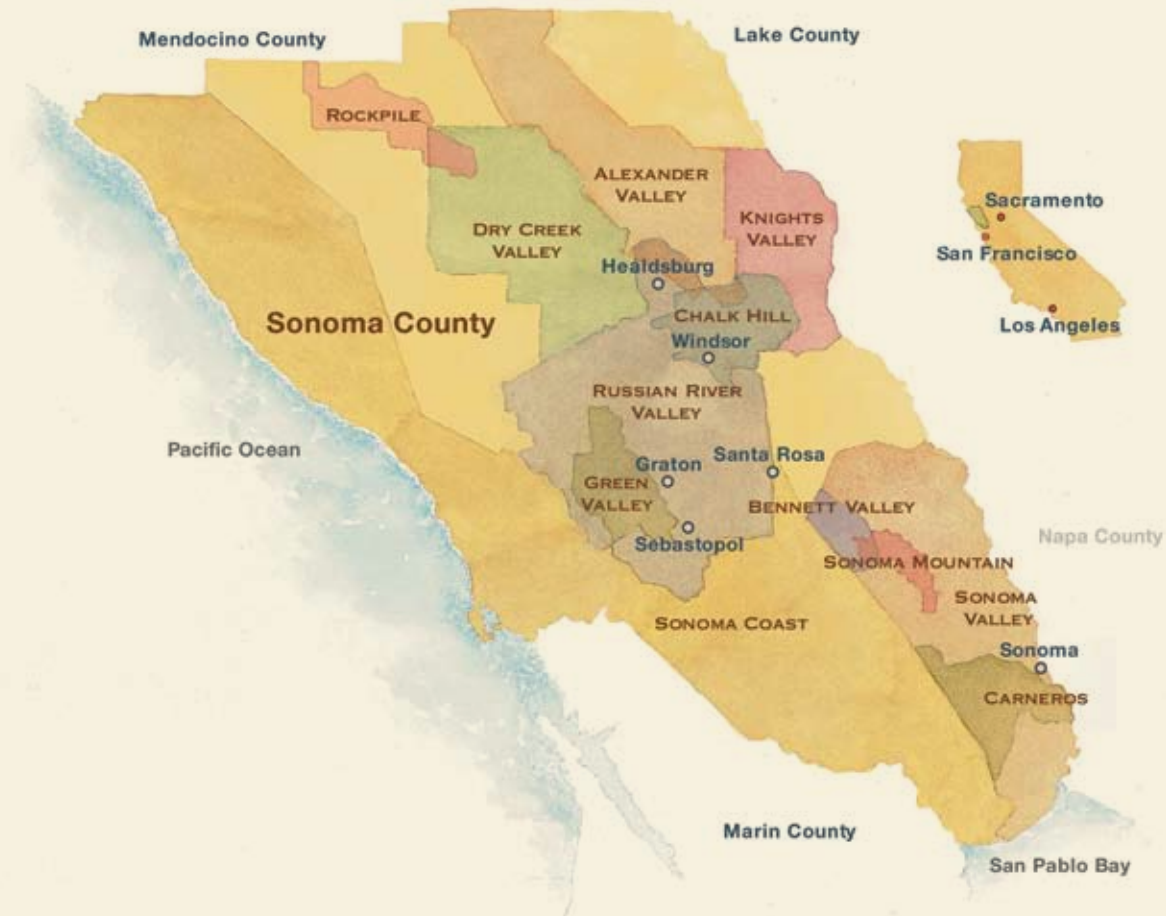 Mendocino County
Lake County
ROCKPILE
ALEXANDER
VALLEY
KNIGHTS
VALLEY
DRY CREEK
VALLEY
Healdsburg
Sonoma County
CHALK HILL
Windsor
RUSSIAN RIVER
VALLEY
Pacific Ocean
Graton
Santa Rosa
GREEN
VALLEY
BENNETT VALLEY
Sebastopol
Napa County
SONOMA MOUNTAIN
SONOMA
VALLEY
SONOMA COAST
Sonoma
CARNEROS
Marin County
San Pablo Bay
Sacramento
San Francisco
Los Angeles